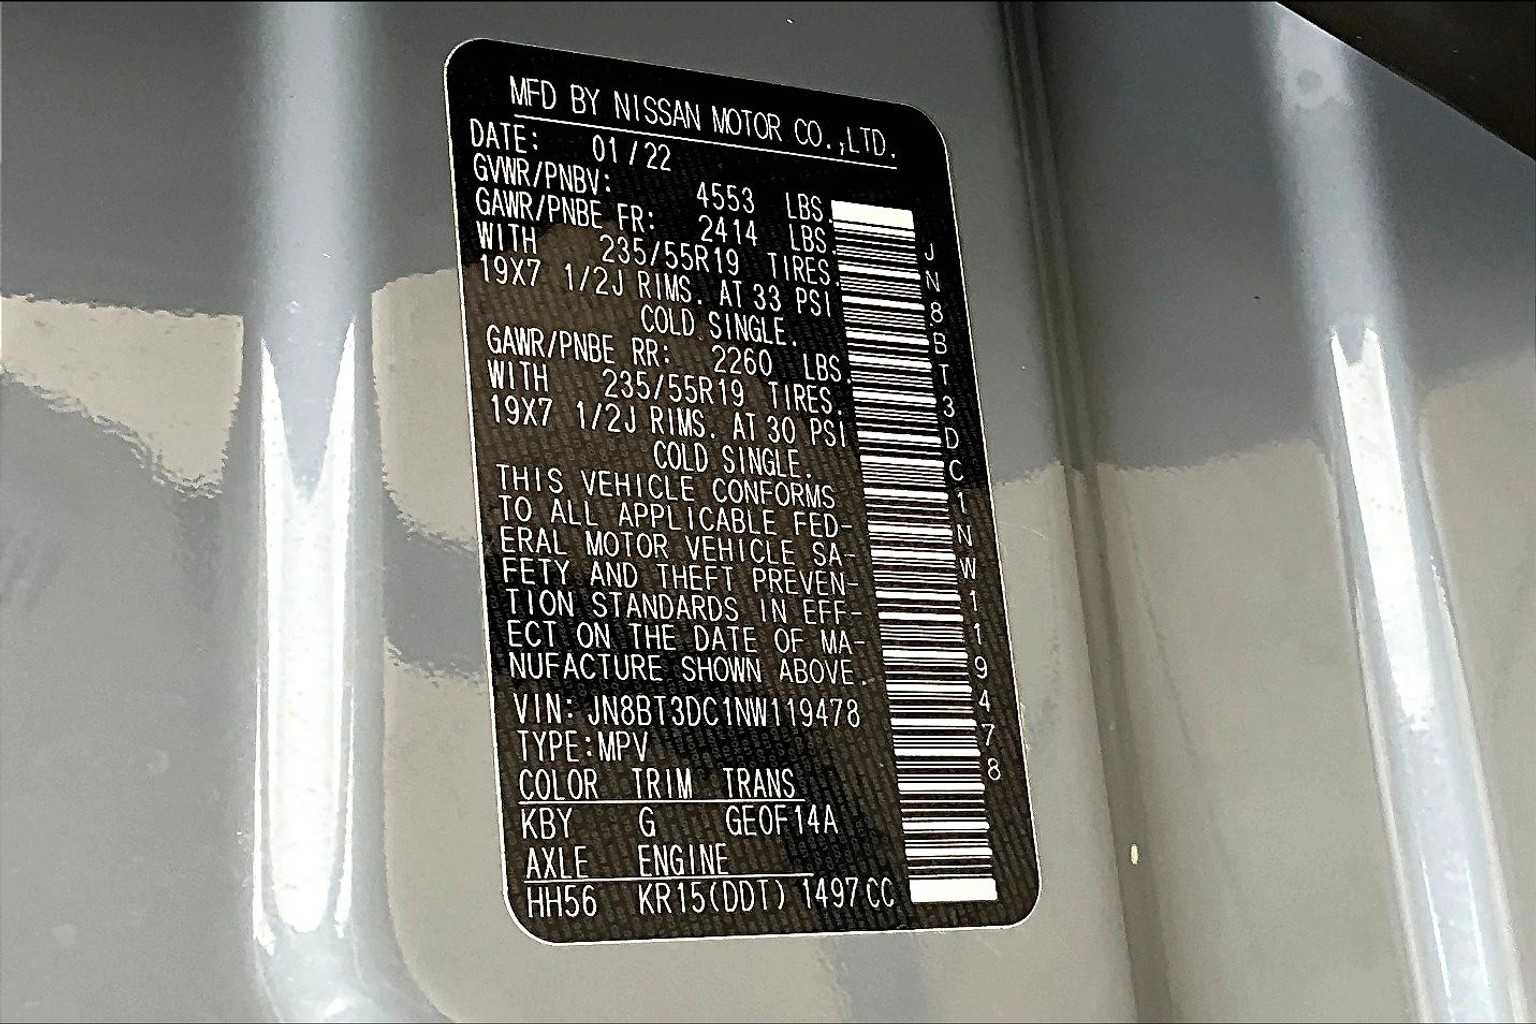 MFD BY NISSAN MOTOR CO.,LTD.
DATE: 01/22
GVWR/PNBV: 4553 LBS.
GAWR/PNBE FR: 2414 LBS.
WITH 235/55R19 TIRES.
19X7 1/2J RIMS. AT 33 PSI
COLD SINGLE.
GAWR/PNBE RR: 2260 LBS.
WITH 235/55R19 TIRES.
19X7 1/2J RIMS. AT 30 PSI
COLD SINGLE.
THIS VEHICLE CONFORMS
TO ALL APPLICABLE FED-
ERAL MOTOR VEHICLE SA-
FETY AND THEFT PREVEN-
TION STANDARDS IN EFF-
ECT ON THE DATE OF MA-
NUFACTURE SHOWN ABOVE.
VIN: JN8BT3DC1NW119478
TYPE:MPV
COLOR TRIM TRANS
KBY G GE0F14A
AXLE ENGINE
HH56 KR15(DDT) 1497CC
JN8BT3DC1NW119478